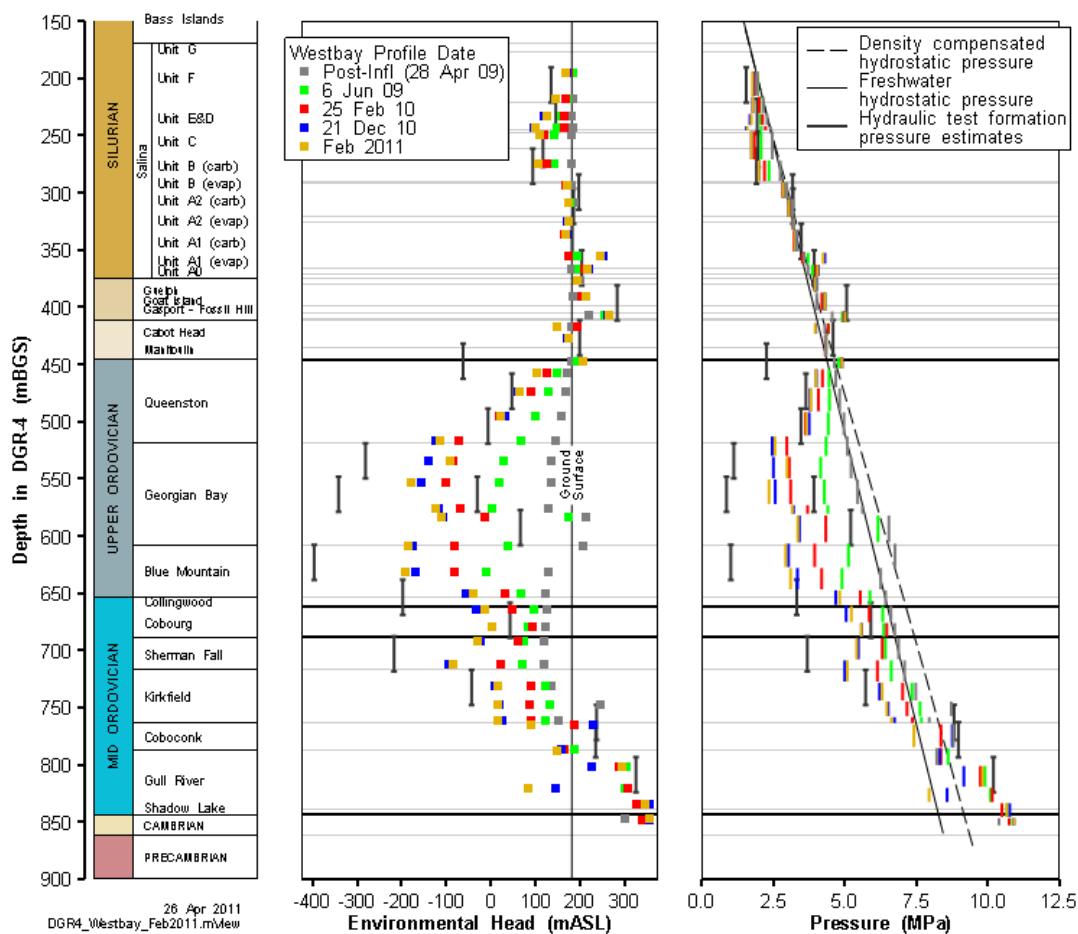 150
200
250
300
350
400
450
500
550
600
650
700
750
800
850
900
Depth in DGR-4 (mBGS)
SILURIAN
UPPER ORDOVICIAN
MID ORDOVICIAN
Salina
Bass Islands
Unit G
Unit F
Unit E&D
Unit C
Unit B (carb)
Unit B (evap)
Unit A2 (carb)
Unit A2 (evap)
Unit A1 (carb)
Unit A1 (evap)
Unit A0
Guelph
Goat Island
Gasport - Fossil Hill
Cabot Head
Manitoulin
Queenston
Georgian Bay
Blue Mountain
Collingwood
Cobourg
Sherman Fall
Kirkfield
Coboconk
Gull River
Shadow Lake
CAMBRIAN
PRECAMBRIAN
26 Apr 2011
DGR4_Westbay_Feb2011.mView
Westbay Profile Date
Post-Infl (28 Apr 09)
6 Jun 09
25 Feb 10
21 Dec 10
Feb 2011
Ground
Surface
-400 -300 -200 -100 0 100 200 300
Environmental Head (mASL)
Density compensated
hydrostatic pressure
Freshwater
hydrostatic pressure
Hydraulic test formation
pressure estimates
0.0 2.5 5.0 7.5 10.0 12.5
Pressure (MPa)